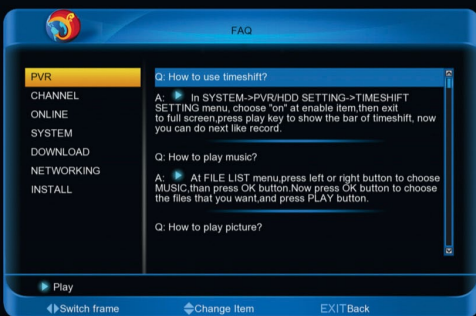 FAQ
PVR
CHANNEL
ONLINE
SYSTEM
DOWNLOAD
NETWORKING
INSTALL
Q: How to use timeshift?
A: In SYSTEM->PVR/HDD SETTING->TIMESHIFT
SETTING menu, choose "on" at enable item,then exit
to full screen,press play key to show the bar of timeshift, now
you can do next like record.
Q: How to play music?
A: At FILE LIST menu,press left or right button to choose
MUSIC,than press OK button.Now press OK button to choose
the files that you want,and press PLAY button.
Q: How to play picture?
Play
Switch frame
Change Item
EXITBack